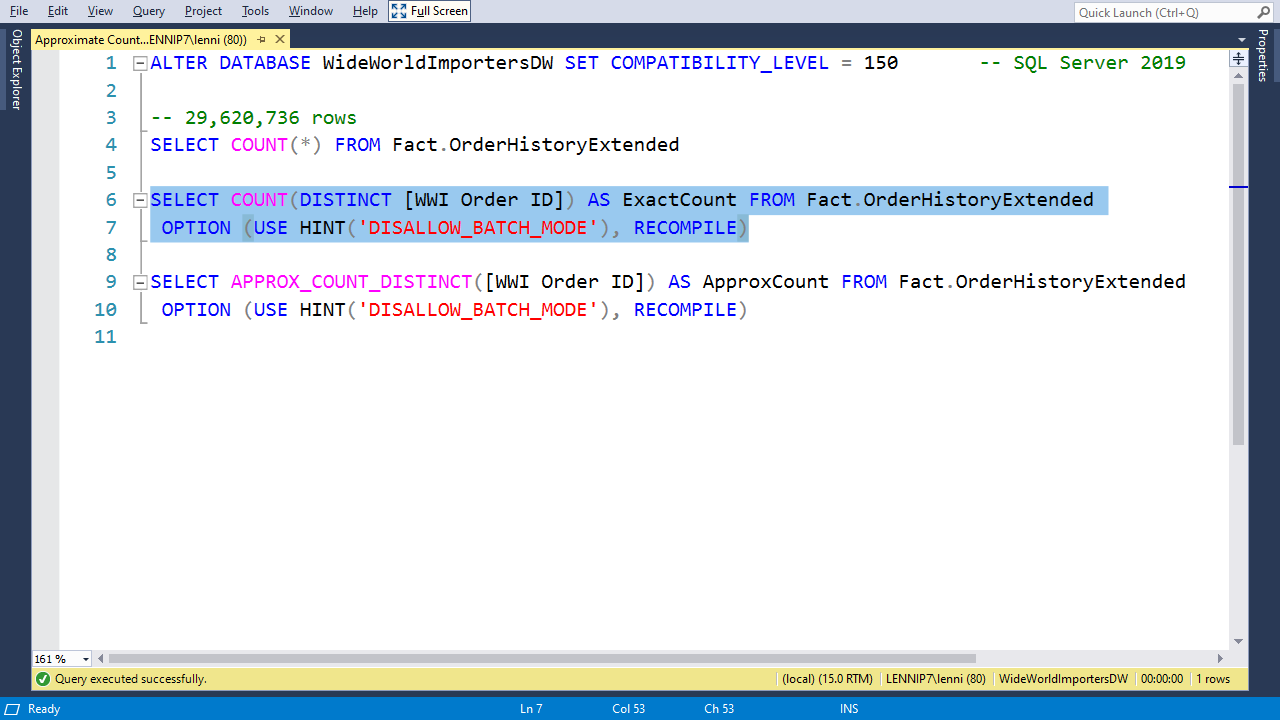 File Edit View Query Project Tools Window Help Full Screen
Quick Launch (Ctrl+Q)
Object Explorer
Approximate Count...ENNIP7\lenni (80))
Properties
1 ALTER DATABASE WideWorldImportersDW SET COMPATIBILITY_LEVEL = 150 -- SQL Server 2019
2
3 -- 29,620,736 rows
4 SELECT COUNT(*) FROM Fact.OrderHistoryExtended
5
6 SELECT COUNT(DISTINCT [WWI Order ID]) AS ExactCount FROM Fact.OrderHistoryExtended
7 OPTION (USE HINT('DISALLOW_BATCH_MODE'), RECOMPILE)
8
9 SELECT APPROX_COUNT_DISTINCT([WWI Order ID]) AS ApproxCount FROM Fact.OrderHistoryExtended
10 OPTION (USE HINT('DISALLOW_BATCH_MODE'), RECOMPILE)
11
161 %
Query executed successfully. (local) (15.0 RTM) LENNIP7\lenni (80) WideWorldImportersDW 00:00:00 1 rows
Ready Ln 7 Col 53 Ch 53 INS